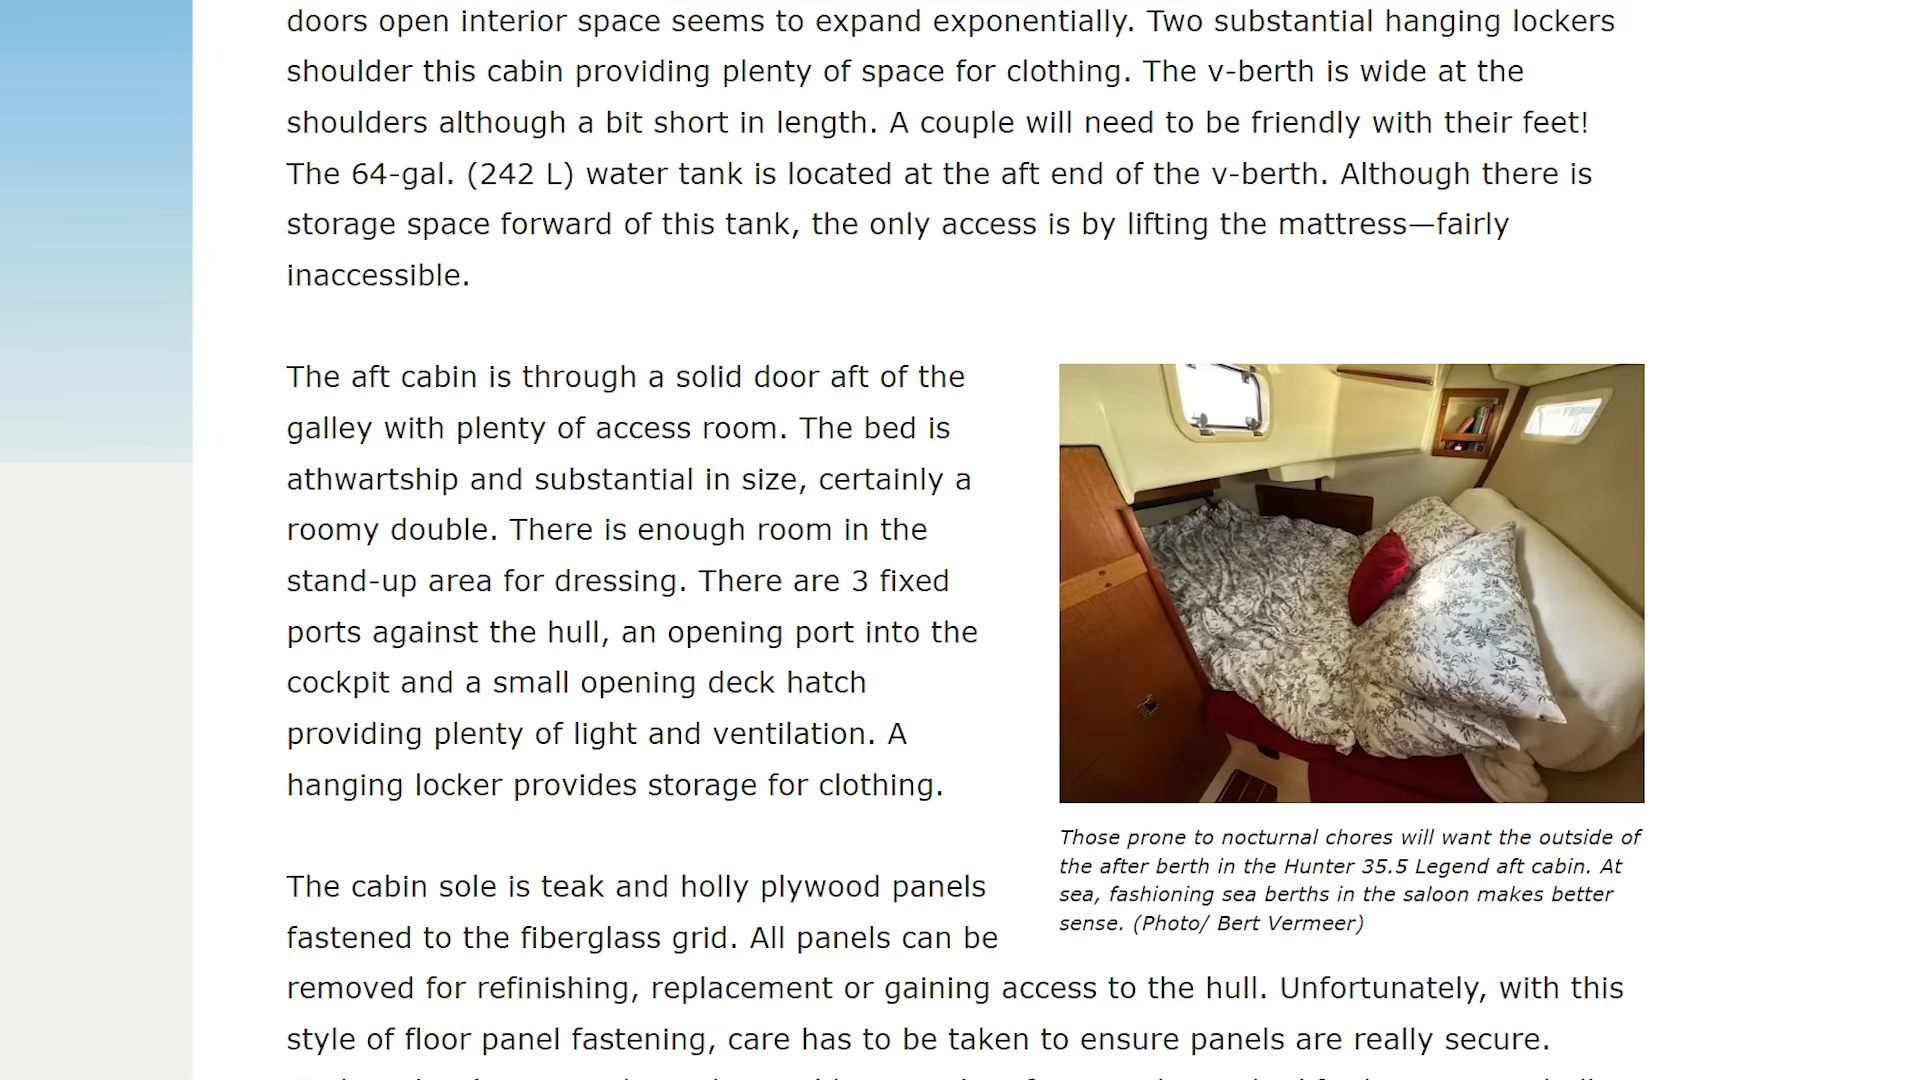 doors open interior space seems to expand exponentially. Two substantial hanging lockers
shoulder this cabin providing plenty of space for clothing. The v-berth is wide at the
shoulders although a bit short in length. A couple will need to be friendly with their feet!
The 64-gal. (242 L) water tank is located at the aft end of the v-berth. Although there is
storage space forward of this tank, the only access is by lifting the mattress—fairly
inaccessible.
The aft cabin is through a solid door aft of the
galley with plenty of access room. The bed is
athwartship and substantial in size, certainly a
roomy double. There is enough room in the
stand-up area for dressing. There are 3 fixed
ports against the hull, an opening port into the
cockpit and a small opening deck hatch
providing plenty of light and ventilation. A
hanging locker provides storage for clothing.
Those prone to nocturnal chores will want the outside of
the after berth in the Hunter 35.5 Legend aft cabin. At
sea, fashioning sea berths in the saloon makes better
sense. (Photo/ Bert Vermeer)
The cabin sole is teak and holly plywood panels
fastened to the fiberglass grid. All panels can be
removed for refinishing, replacement or gaining access to the hull. Unfortunately, with this
style of floor panel fastening, care has to be taken to ensure panels are really secure.